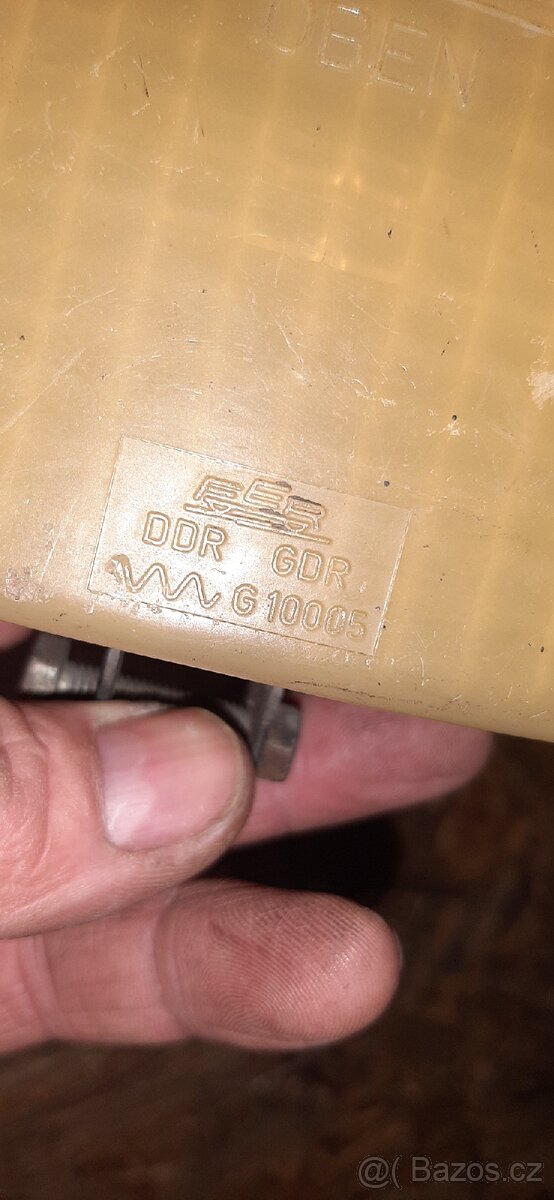 OBEN
DDR GDR
G 10005
@( Bazos.cz